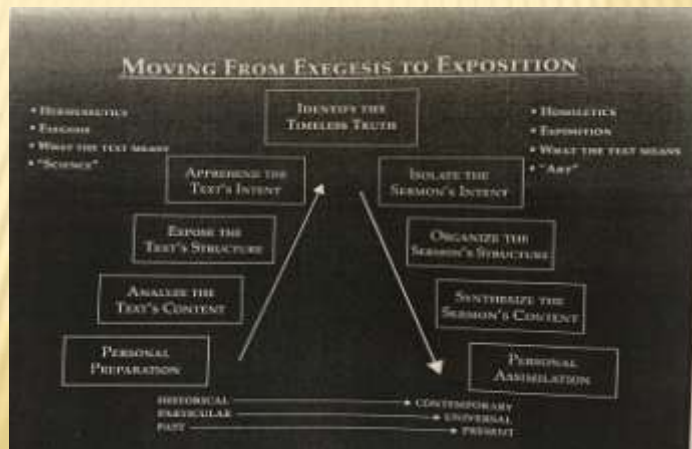 MOVING FROM EXEGESIS TO EXPOSITION
IDENTIFY THE
TIMELESS TRUTH
• HERMENEUTICS
• EXEGESIS
• WHAT THE TEXT MEANS
• "SCIENCE"
• HOMILETICS
• EXPOSITION
• WHAT THE TEXT MEANS
• "ART"
APPREHEND THE
TEXT'S INTENT
ISOLATE THE
SERMON'S INTENT
EXPOSE THE
TEXT'S STRUCTURE
ORGANIZE THE
SERMON'S STRUCTURE
ANALYZE THE
TEXT'S CONTENT
SYNTHESIZE THE
SERMON'S CONTENT
PERSONAL
PREPARATION
PERSONAL
ASSIMILATION
HISTORICAL CONTEMPORARY
PARTICULAR UNIVERSAL
PAST PRESENT